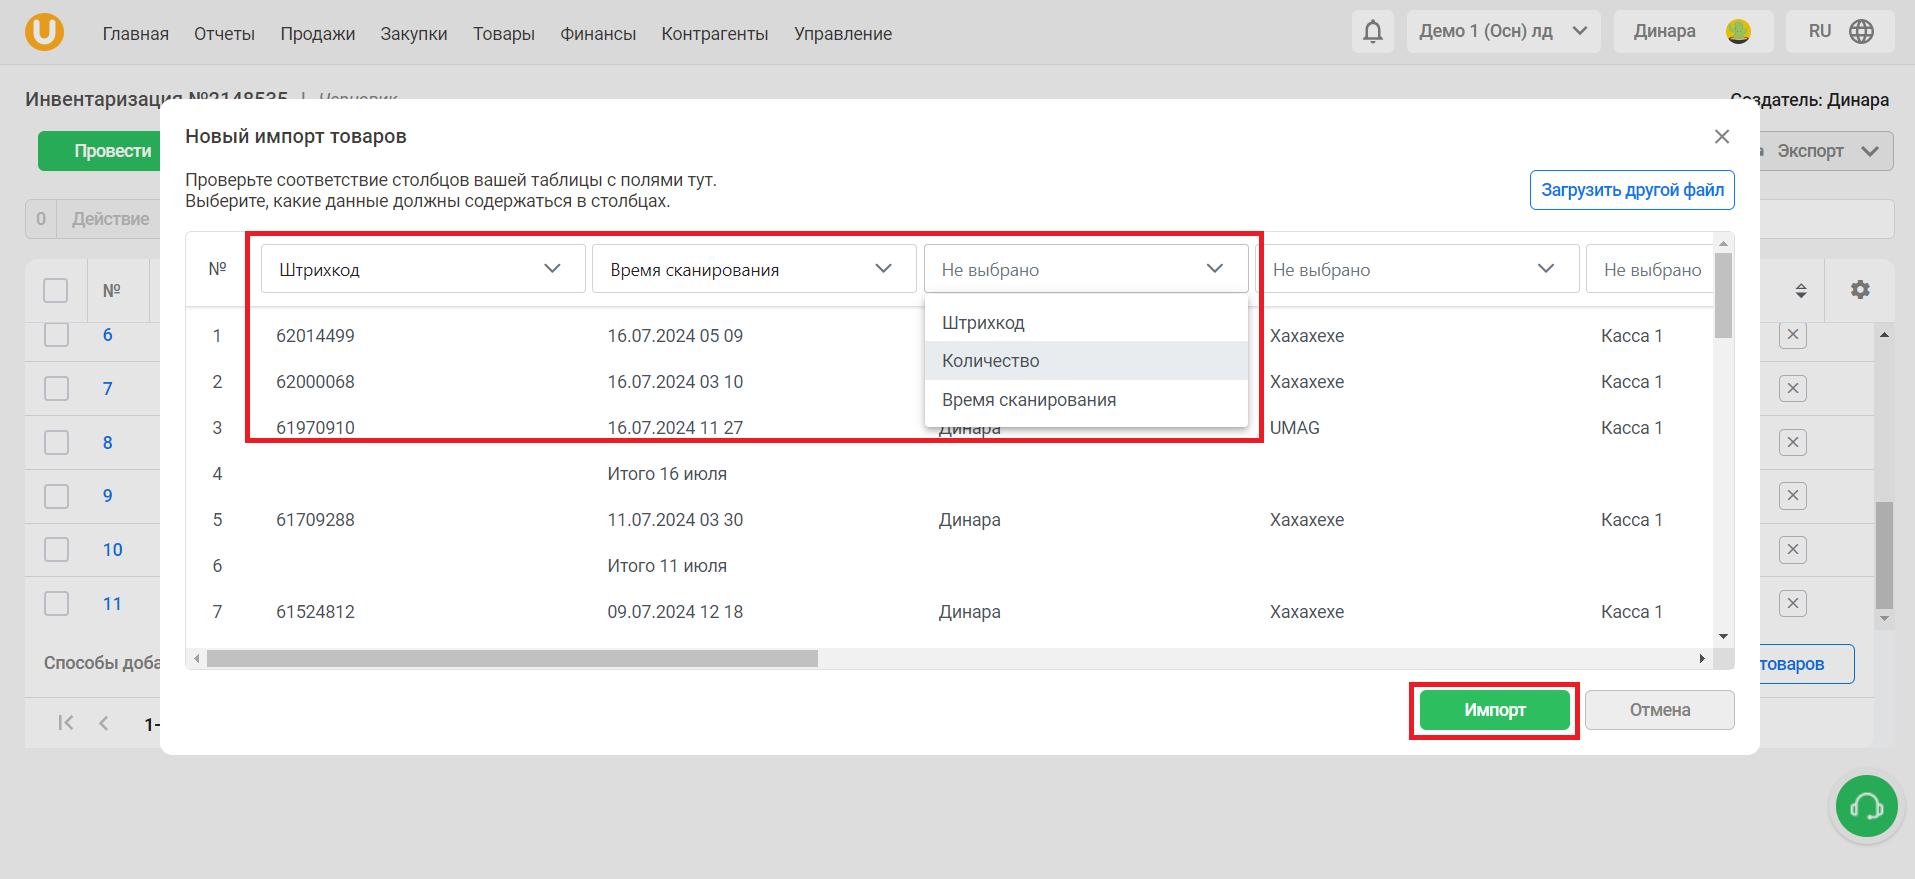 Главная Отчеты Продажи Закупки Товары Финансы Контрагенты Управление Демо 1 (Осн) лд Динара RU
Инвентаризация №2148535 | Черновик Создатель: Динара
Провести Экспорт
0 Действие
№
6
7
8
9
10
11
Способы
товаров
1-
Новый импорт товаров
Проверьте соответствие столбцов вашей таблицы с полями тут.
Выберите, какие данные должны содержаться в столбцах.
Загрузить другой файл
№ Штрихкод Время сканирования Не выбрано Не выбрано Не выбрано
Штрихкод
Количество
Время сканирования
1 62014499 16.07.2024 05 09 Хахахехе Касса 1
2 62000068 16.07.2024 03 10 Хахахехе Касса 1
3 61970910 16.07.2024 11 27 Динара UMAG Касса 1
4 Итого 16 июля
5 61709288 11.07.2024 03 30 Динара Хахахехе Касса 1
6 Итого 11 июля
7 61524812 09.07.2024 12 18 Динара Хахахехе Касса 1
Импорт Отмена